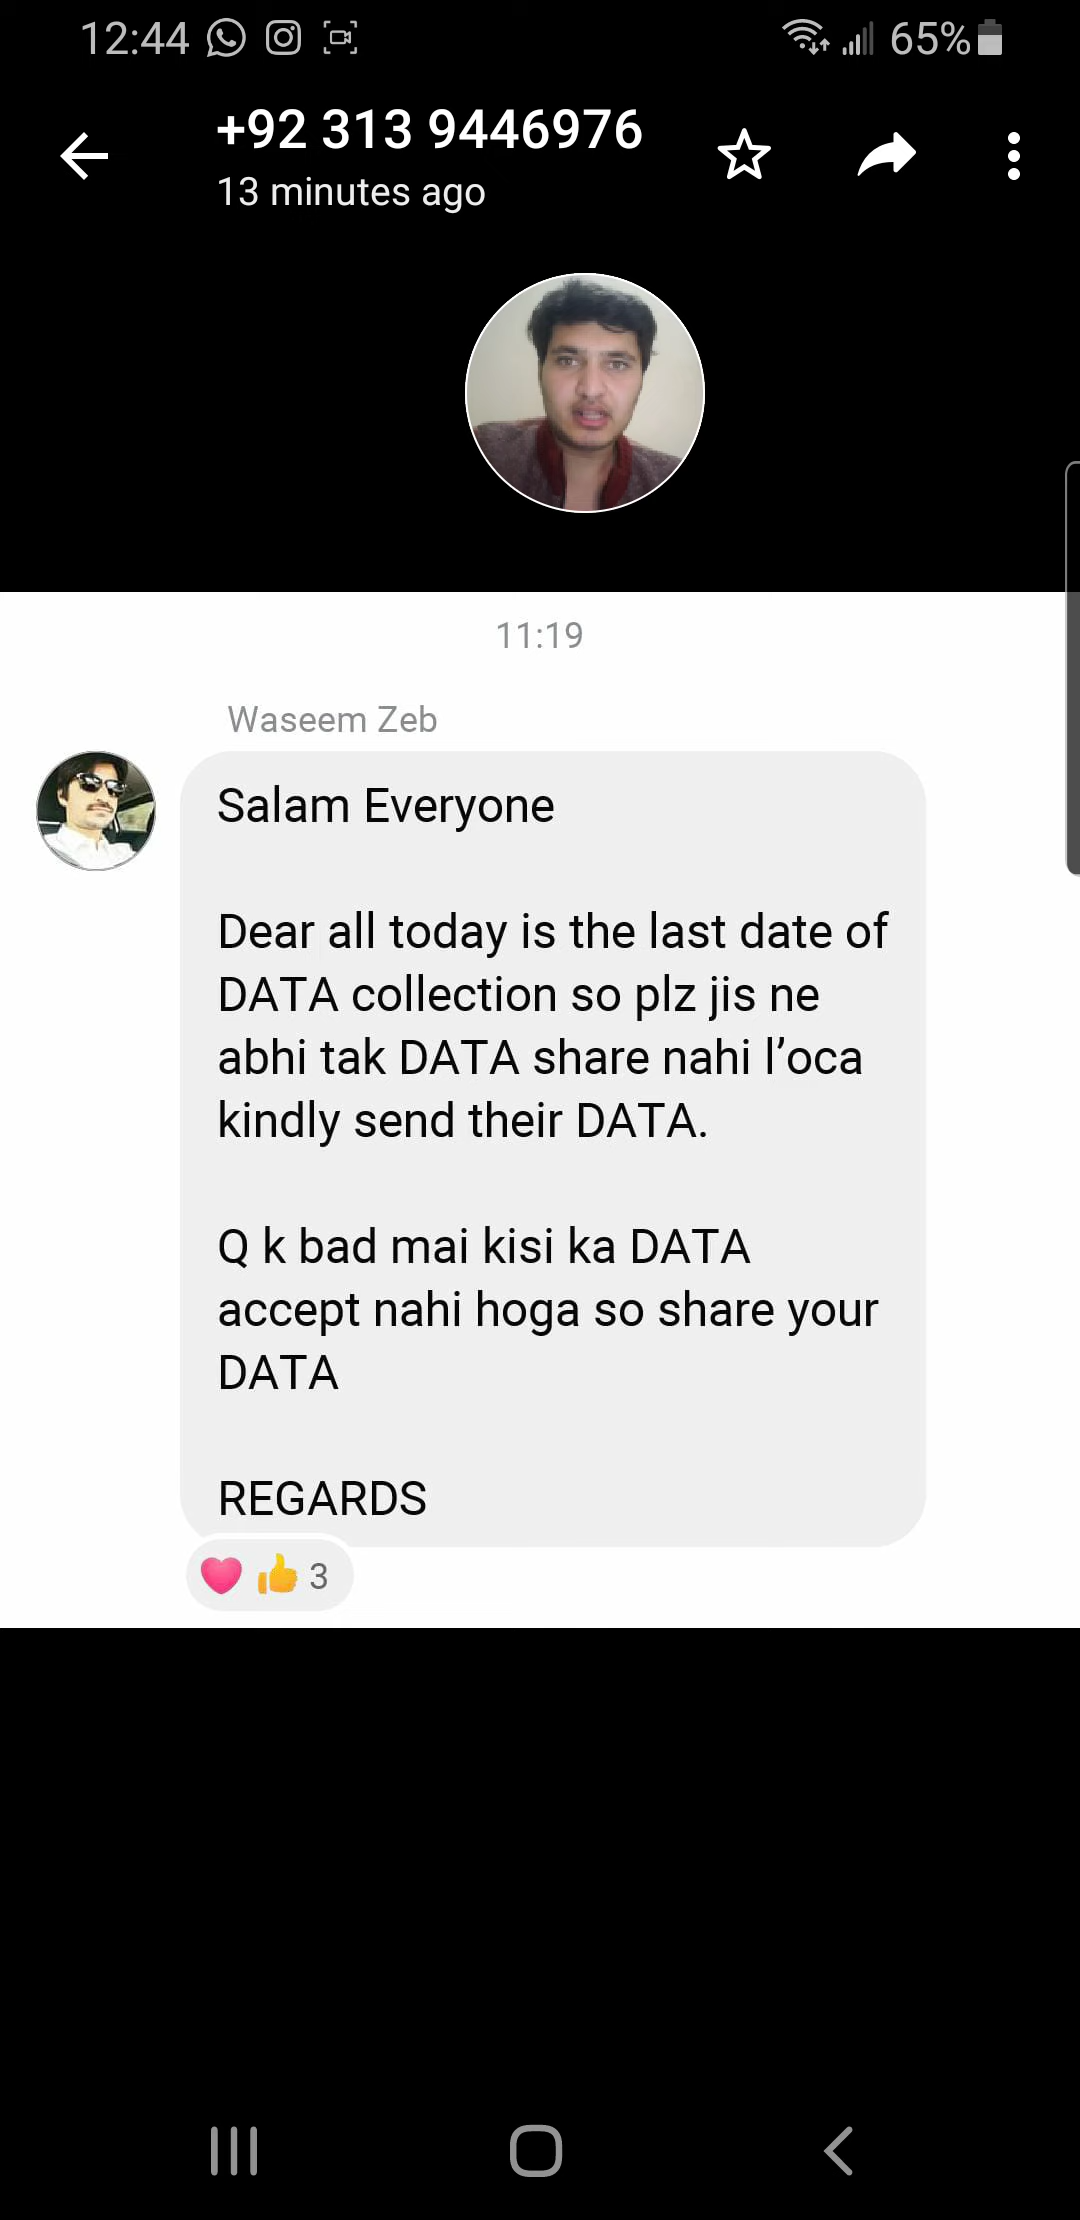 12:44
65%
+92 313 9446976
13 minutes ago
11:19
Waseem Zeb
Salam Everyone
Dear all today is the last date of
DATA collection so plz jis ne
abhi tak DATA share nahi l’oca
kindly send their DATA.
Q k bad mai kisi ka DATA
accept nahi hoga so share your
DATA
REGARDS
3